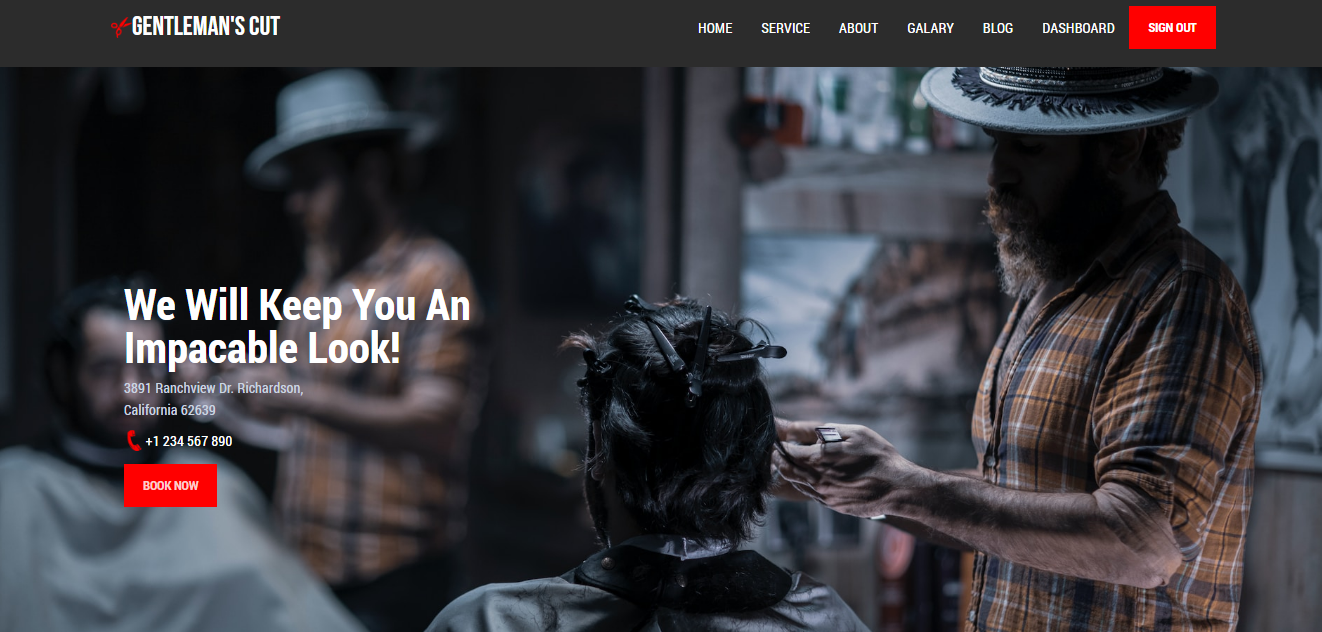 GENTLEMAN'S CUT
HOME SERVICE ABOUT GALARY BLOG DASHBOARD SIGN OUT
We Will Keep You An
Impacable Look!
3891 Ranchview Dr. Richardson,
California 62639
+1 234 567 890
BOOK NOW